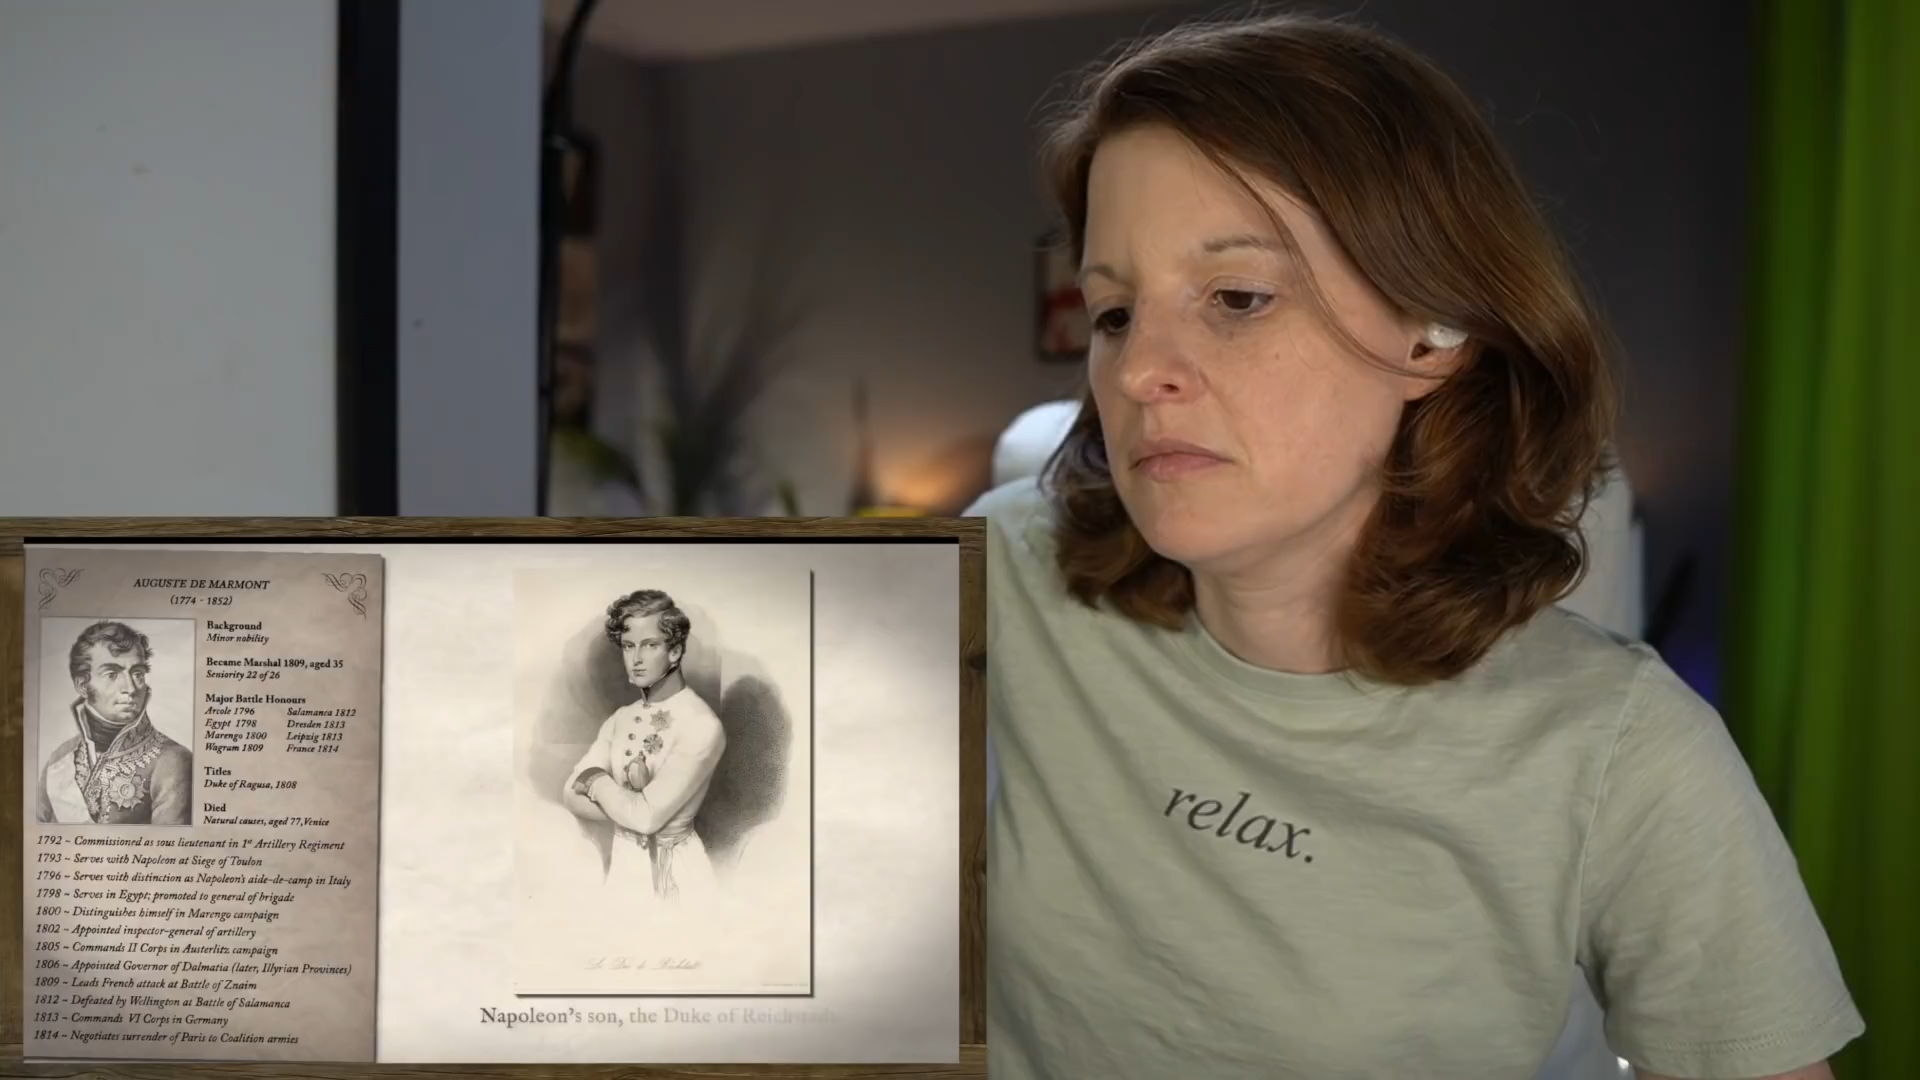 AUGUSTE DE MARMONT
(1774 - 1852)
Background
Minor nobility
Became Marshal 1809, aged 35
Seniority 22 of 26
Major Battle Honours
Arcole 1796 Salamanca 1812
Egypt 1798 Dresden 1813
Marengo 1800 Leipzig 1813
Wagram 1809 France 1814
Titles
Duke of Ragusa, 1808
Died
Natural causes, aged 77, Venice
1792 ~ Commissioned as sous lieutenant in 1st Artillery Regiment
1793 ~ Serves with Napoleon at Siege of Toulon
1796 ~ Serves with distinction as Napoleon's aide-de-camp in Italy
1798 ~ Serves in Egypt; promoted to general of brigade
1800 ~ Distinguishes himself in Marengo campaign
1802 ~ Appointed inspector-general of artillery
1805 ~ Commands II Corps in Austerlitz campaign
1806 ~ Appointed Governor of Dalmatia (later, Illyrian Provinces)
1809 ~ Leads French attack at Battle of Znaim
1812 ~ Defeated by Wellington at Battle of Salamanca
1813 ~ Commands VI Corps in Germany
1814 ~ Negotiates surrender of Paris to Coalition armies
Napoleon's son, the Duke of Reichstadt
relax.